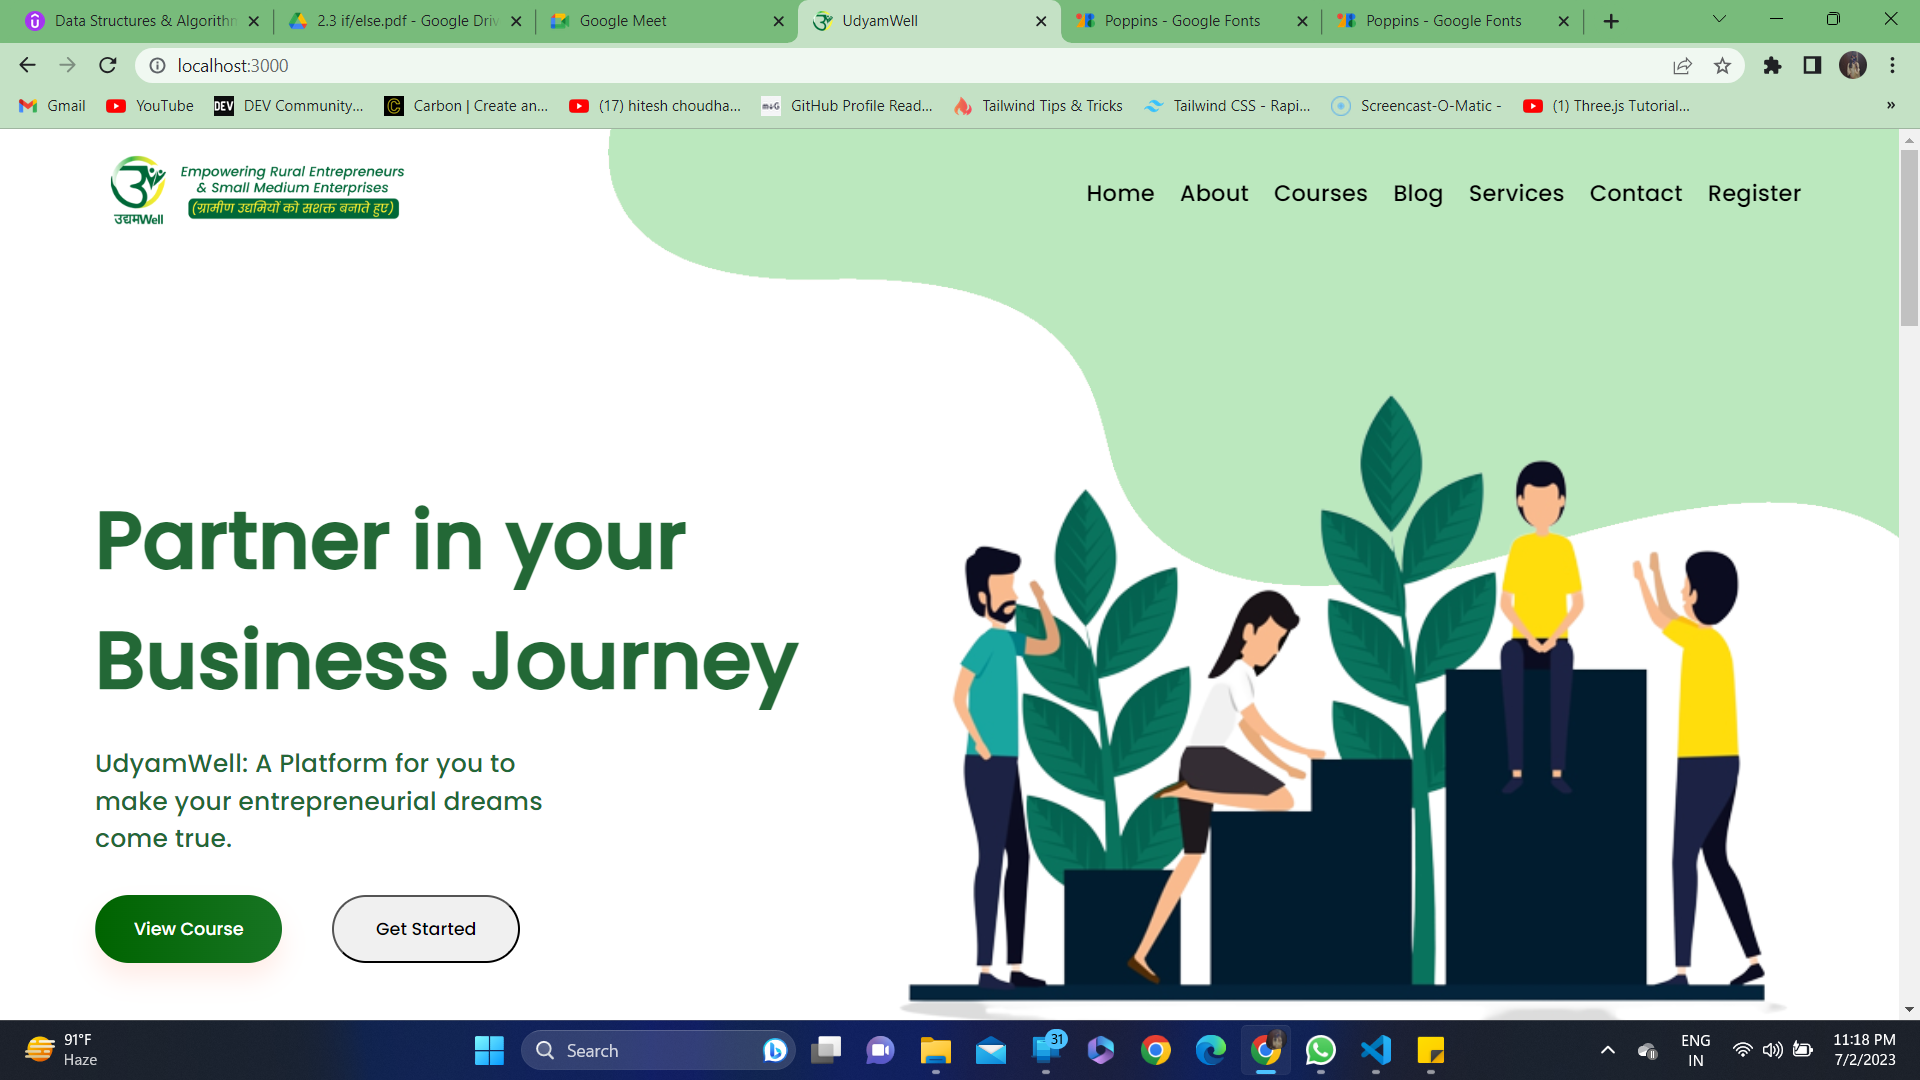 Data Structures & Algorithm
2.3 if/else.pdf - Google Driv
Google Meet
UdyamWell
Poppins - Google Fonts
Poppins - Google Fonts
localhost:3000
Gmail
YouTube
DEV Community...
Carbon | Create an...
(17) hitesh choudha...
GitHub Profile Read...
Tailwind Tips & Tricks
Tailwind CSS - Rapi...
Screencast-O-Matic -
(1) Three.js Tutorial...
»
उद्यमWell
Empowering Rural Entrepreneurs
& Small Medium Enterprises
(ग्रामीण उद्यमियों को सशक्त बनाते हुए)
Home
About
Courses
Blog
Services
Contact
Register
Partner in your
Business Journey
UdyamWell: A Platform for you to
make your entrepreneurial dreams
come true.
View Course
Get Started
91°F
Haze
Search
31
ENG
IN
11:18 PM
7/2/2023